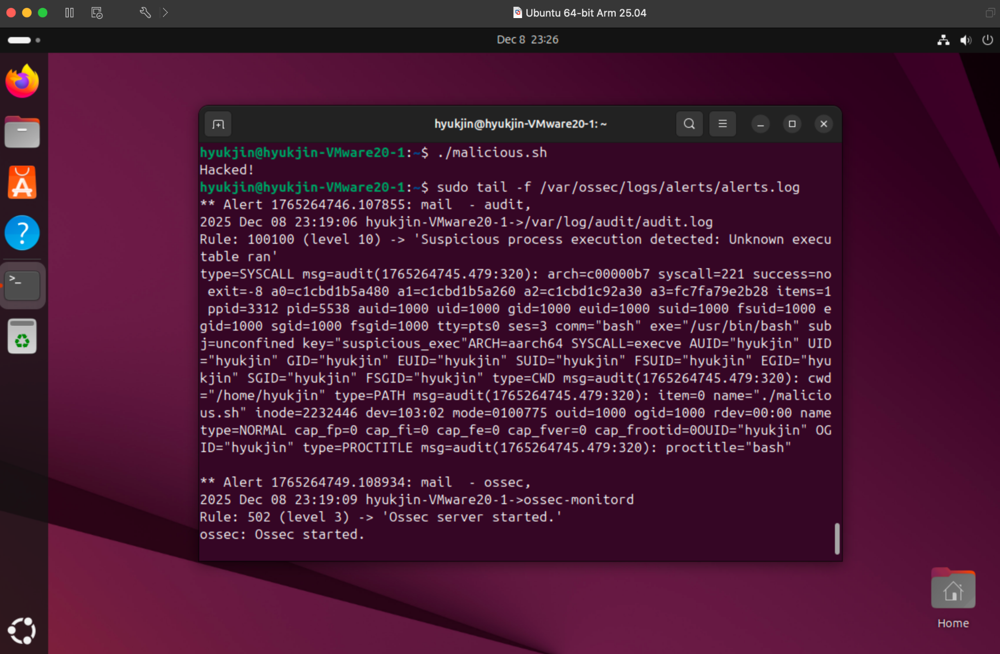 Ubuntu 64-bit Arm 25.04
Dec 8 23:26
hyukjin@hyukjin-VMware20-1: ~
hyukjin@hyukjin-VMware20-1:~$ ./malicious.sh
Hacked!
hyukjin@hyukjin-VMware20-1:~$ sudo tail -f /var/ossec/logs/alerts/alerts.log
** Alert 1765264746.107855: mail  - audit,
2025 Dec 08 23:19:06 hyukjin-VMware20-1->/var/log/audit/audit.log
Rule: 100100 (level 10) -> 'Suspicious process execution detected: Unknown execu
table ran'
type=SYSCALL msg=audit(1765264745.479:320): arch=c00000b7 syscall=221 success=no
 exit=-8 a0=c1cbd1b5a480 a1=c1cbd1b5a260 a2=c1cbd1c92a30 a3=fc7fa79e2b28 items=1
 ppid=3312 pid=5538 auid=1000 uid=1000 gid=1000 euid=1000 suid=1000 fsuid=1000 e
gid=1000 sgid=1000 fsgid=1000 tty=pts0 ses=3 comm="bash" exe="/usr/bin/bash" sub
j=unconfined key="suspicious_exec"ARCH=aarch64 SYSCALL=execve AUID="hyukjin" UID
="hyukjin" GID="hyukjin" EUID="hyukjin" SUID="hyukjin" FSUID="hyukjin" EGID="hyu
kjin" SGID="hyukjin" FSGID="hyukjin" type=CWD msg=audit(1765264745.479:320): cwd
="/home/hyukjin" type=PATH msg=audit(1765264745.479:320): item=0 name="./malicio
us.sh" inode=2232446 dev=103:02 mode=0100775 ouid=1000 ogid=1000 rdev=00:00 name
type=NORMAL cap_fp=0 cap_fi=0 cap_fe=0 cap_fver=0 cap_frootid=0OUID="hyukjin" OG
ID="hyukjin" type=PROCTITLE msg=audit(1765264745.479:320): proctitle="bash"
** Alert 1765264749.108934: mail  - ossec,
2025 Dec 08 23:19:09 hyukjin-VMware20-1->ossec-monitord
Rule: 502 (level 3) -> 'Ossec server started.'
ossec: Ossec started.
Home